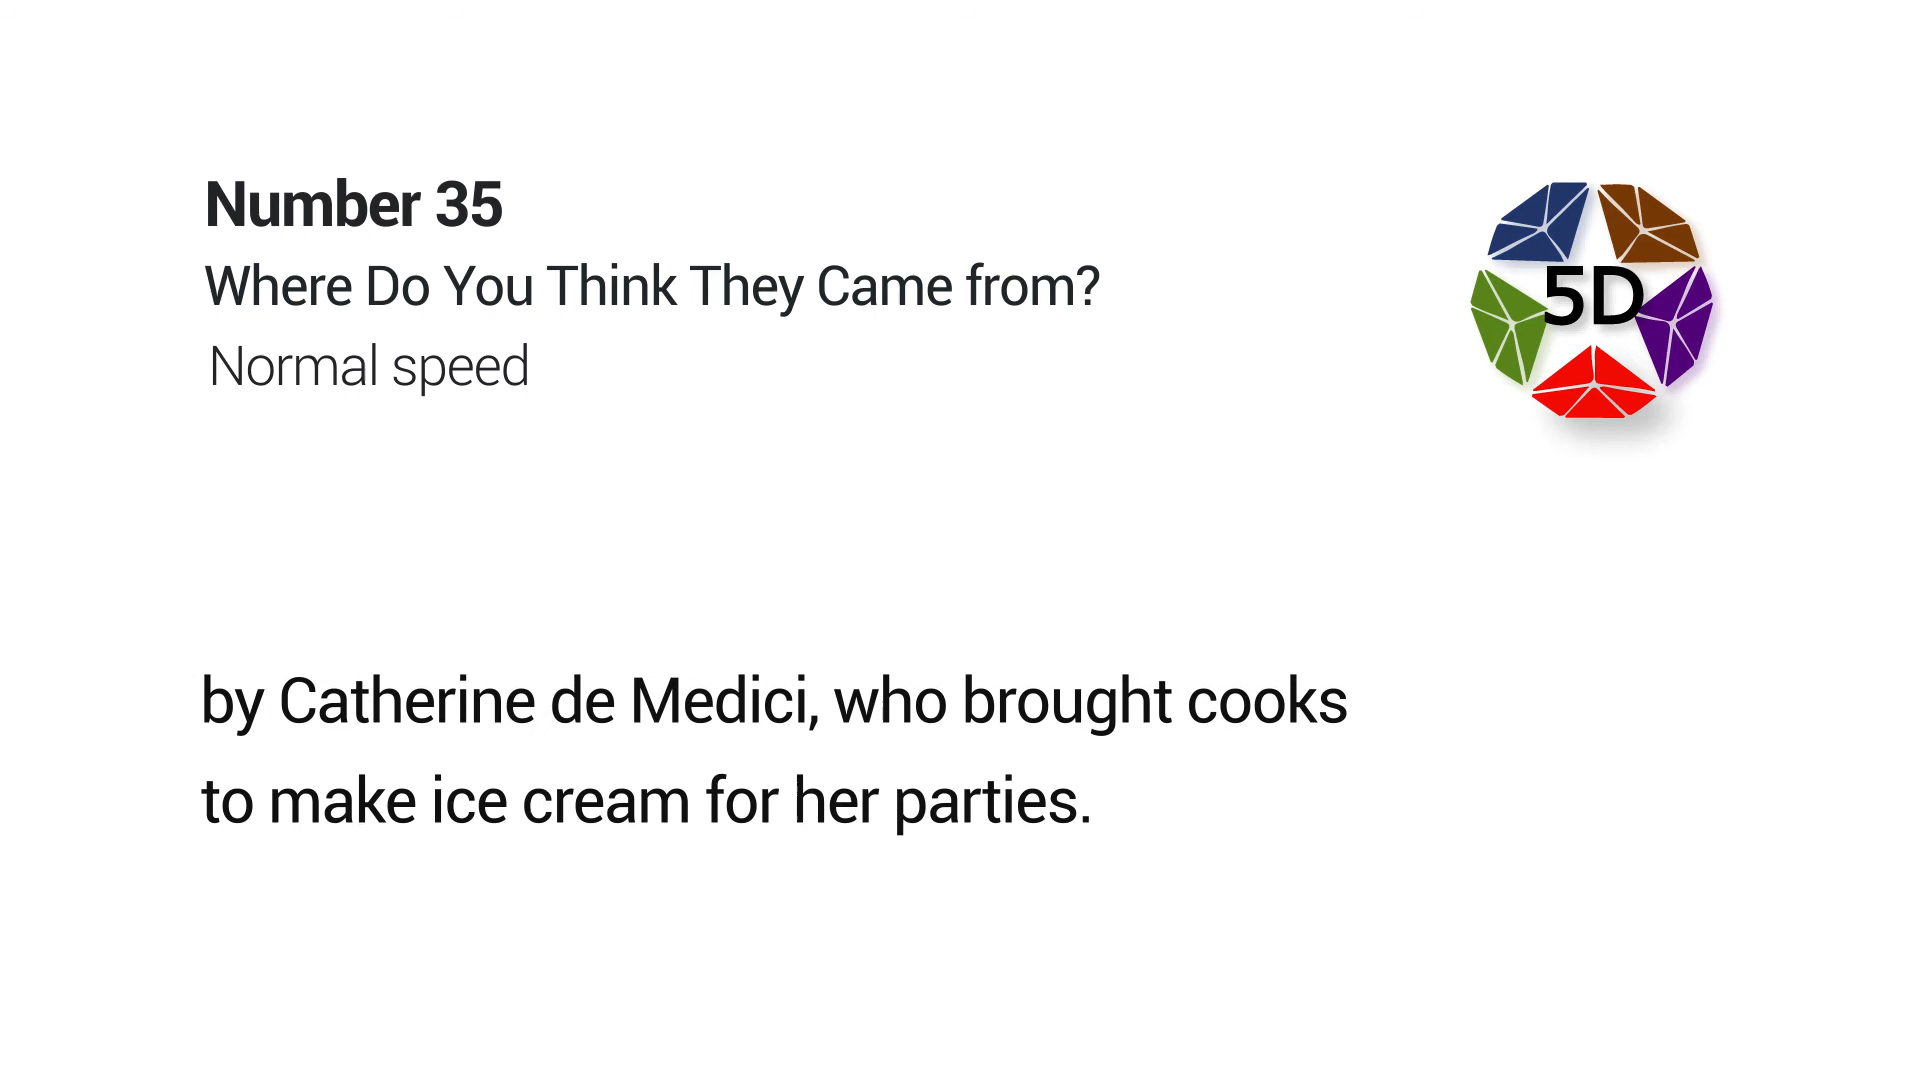 Number 35
Where Do You Think They Came from?
Normal speed
5D
by Catherine de Medici, who brought cooks
to make ice cream for her parties.